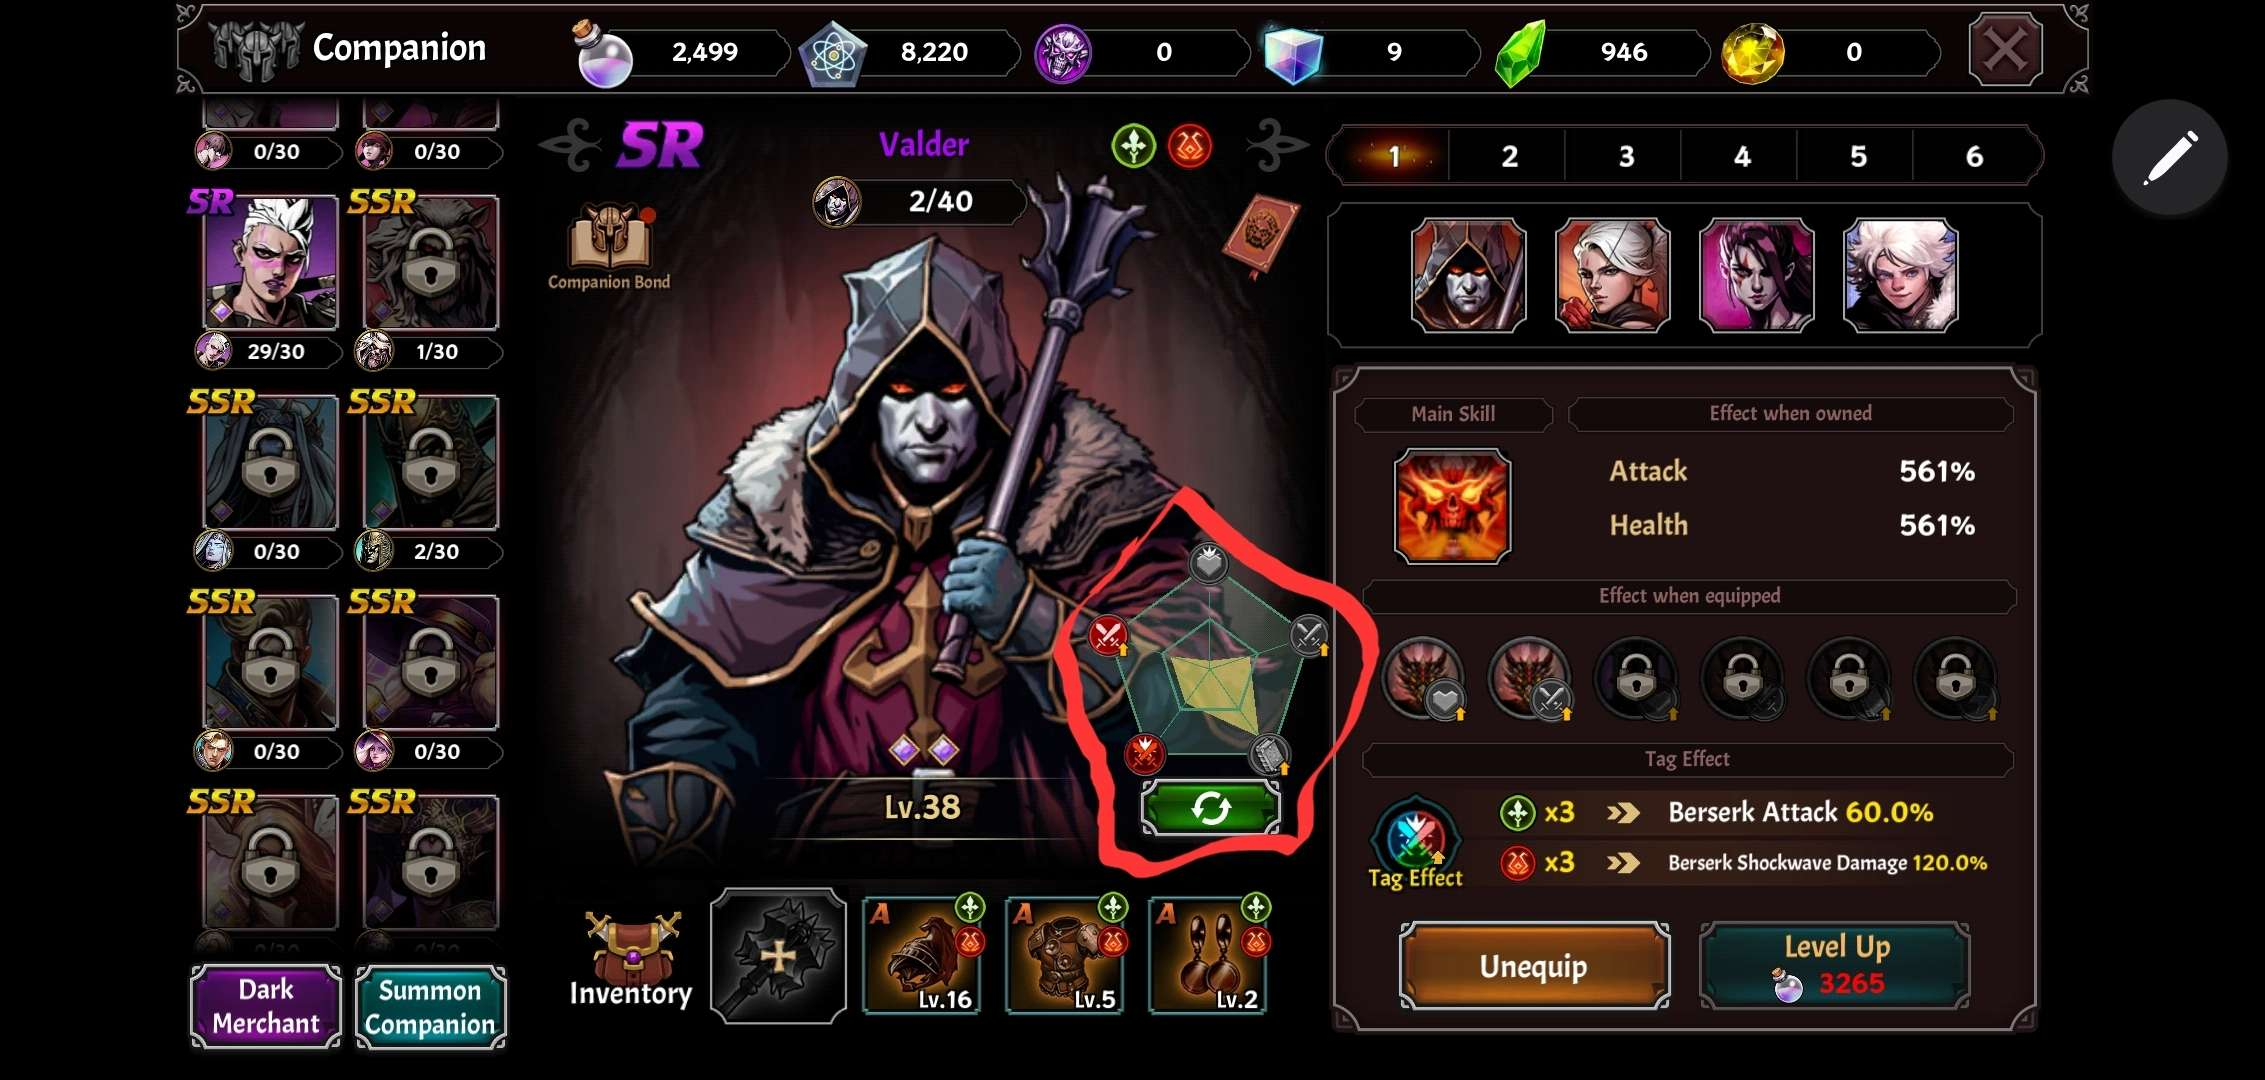 Companion
2,499
8,220
0
9
946
0
0/30
0/30
SR
SSR
29/30
1/30
SSR
SSR
0/30
2/30
SSR
SSR
0/30
0/30
SSR
SSR
0/30
0/30
Dark
Merchant
Summon
Companion
SR
Valder
2/40
Companion Bond
Lv.38
Inventory
A
Lv.16
A
Lv.5
A
Lv.2
1
2
3
4
5
6
Main Skill
Effect when owned
Attack
561%
Health
561%
Effect when equipped
Tag Effect
Tag Effect
x3
Berserk Attack 60.0%
x3
Berserk Shockwave Damage 120.0%
Unequip
Level Up
3265